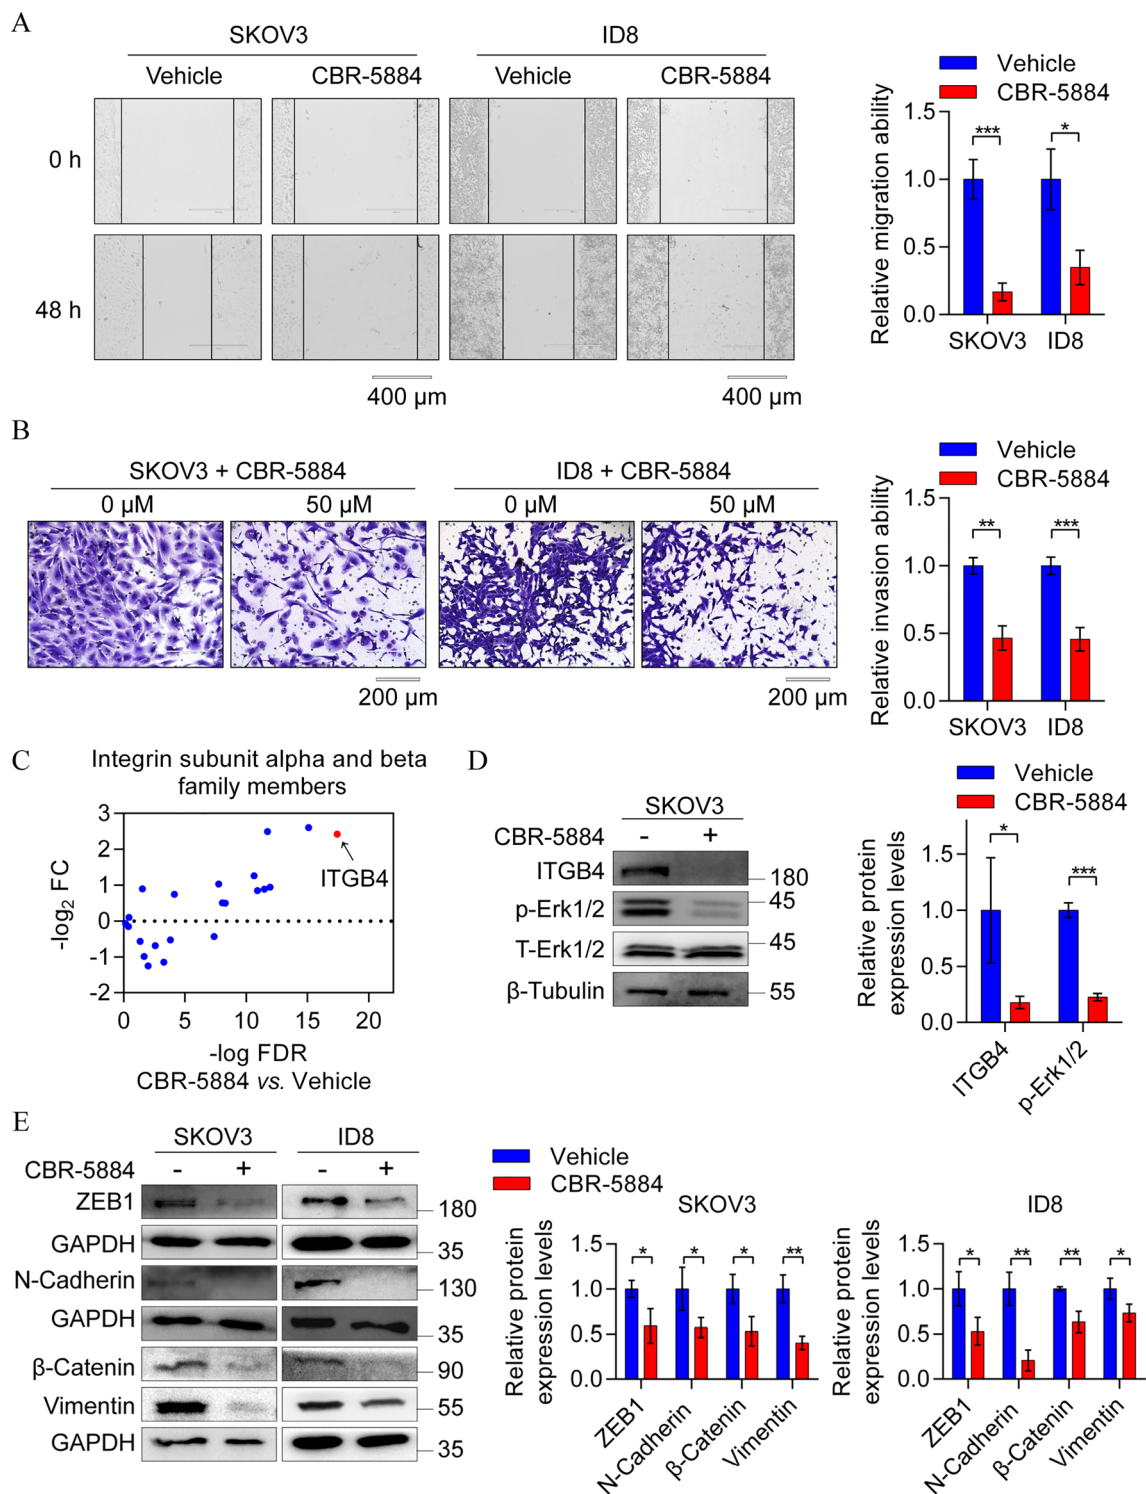 A
SKOV3
ID8
Vehicle
CBR-5884
Vehicle
CBR-5884
0 h
48 h
400 µm
400 µm
Vehicle
CBR-5884
Relative migration ability
1.5
1.0
0.5
0.0
***
*
SKOV3
ID8
B
SKOV3 + CBR-5884
ID8 + CBR-5884
0 µM
50 µM
0 µM
50 µM
200 µm
200 µm
Vehicle
CBR-5884
Relative invasion ability
1.5
1.0
0.5
0.0
**
***
SKOV3
ID8
C
Integrin subunit alpha and beta
family members
-log2 FC
3
2
1
0
-1
-2
ITGB4
0
5
10
15
20
-log FDR
CBR-5884 vs. Vehicle
D
SKOV3
CBR-5884
-
+
ITGB4
180
p-Erk1/2
45
T-Erk1/2
45
β-Tubulin
55
Vehicle
CBR-5884
Relative protein
expression levels
1.5
1.0
0.5
0.0
*
***
ITGB4
p-Erk1/2
E
SKOV3
ID8
CBR-5884
-
+
-
+
ZEB1
180
GAPDH
35
N-Cadherin
130
GAPDH
35
β-Catenin
90
Vimentin
55
GAPDH
35
Vehicle
CBR-5884
SKOV3
Relative protein
expression levels
1.5
1.0
0.5
0.0
*
*
*
**
ZEB1
N-Cadherin
β-Catenin
Vimentin
ID8
Relative protein
expression levels
1.5
1.0
0.5
0.0
*
**
**
*
ZEB1
N-Cadherin
β-Catenin
Vimentin